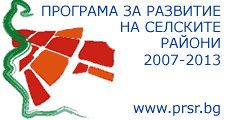 ПРОГРАМА ЗА РАЗВИТИЕ
НА СЕЛСКИТЕ
РАЙОНИ
2007-2013
www.prsr.bg